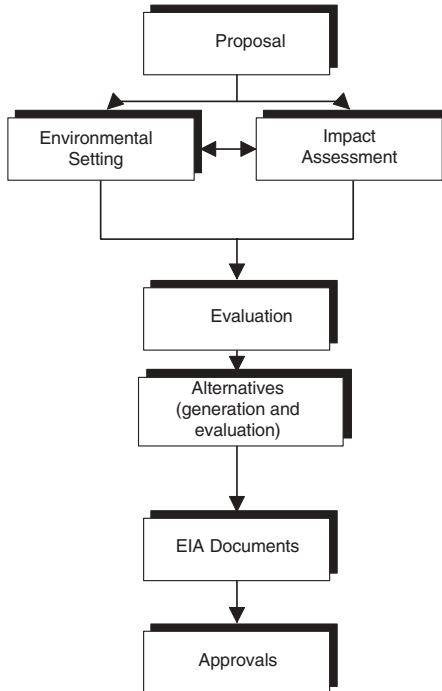 Proposal
Environmental
Setting
Impact
Assessment
Evaluation
Alternatives
(generation and
evaluation)
EIA Documents
Approvals